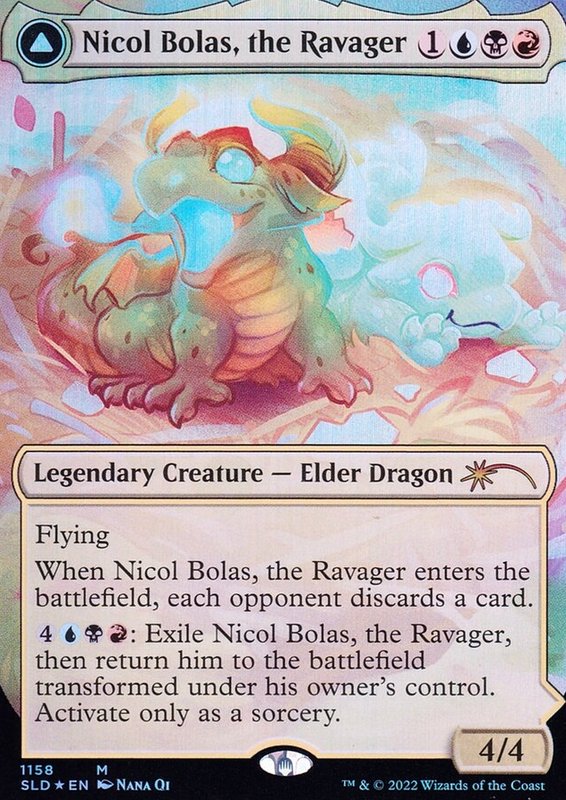 Nicol Bolas, the Ravager 1
Legendary Creature — Elder Dragon
Flying
When Nicol Bolas, the Ravager enters the
battlefield, each opponent discards a card.
4: Exile Nicol Bolas, the Ravager,
then return him to the battlefield
transformed under his owner's control.
Activate only as a sorcery.
4/4
1158 M
SLD ★ EN Nana Qi
™ & © 2022 Wizards of the Coast